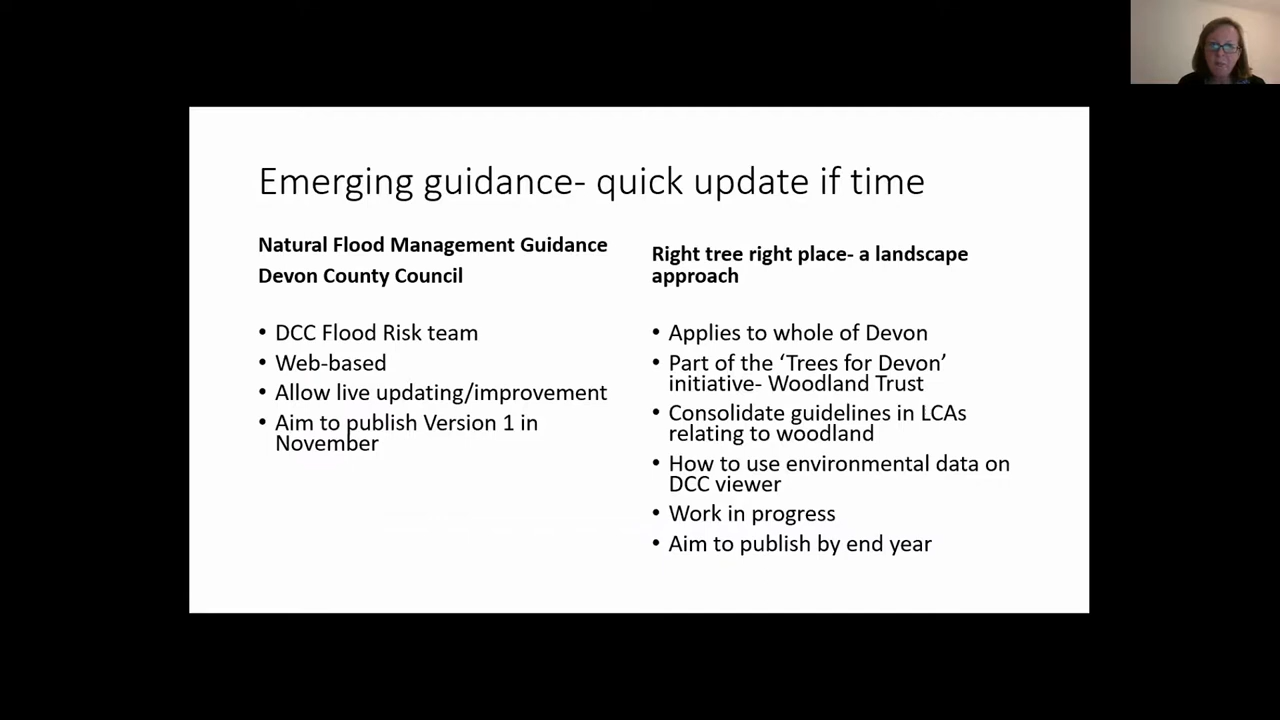 Emerging guidance- quick update if time
Natural Flood Management Guidance
Devon County Council
• DCC Flood Risk team
• Web-based
• Allow live updating/improvement
• Aim to publish Version 1 in
November
Right tree right place- a landscape
approach
• Applies to whole of Devon
• Part of the ‘Trees for Devon’
initiative- Woodland Trust
• Consolidate guidelines in LCAs
relating to woodland
• How to use environmental data on
DCC viewer
• Work in progress
• Aim to publish by end year